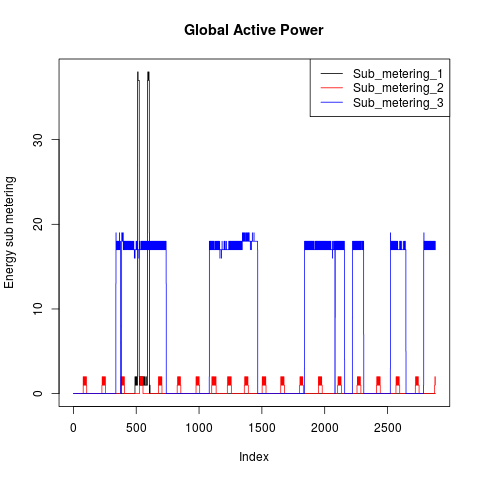 Global Active Power
Sub_metering_1
Sub_metering_2
Sub_metering_3
Energy sub metering
30
20
10
0
0 500 1000 1500 2000 2500
Index